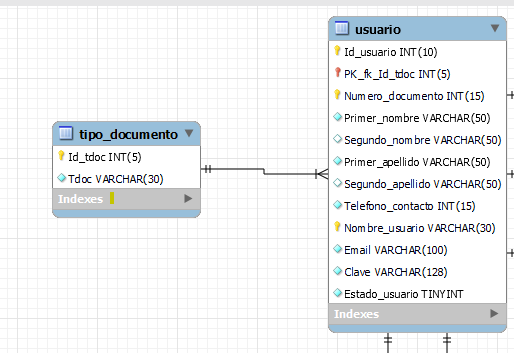 usuario
Id_usuario INT(10)
PK_fk_Id_tdoc INT(5)
Numero_documento INT(15)
Primer_nombre VARCHAR(50)
Segundo_nombre VARCHAR(50)
Primer_apellido VARCHAR(50)
Segundo_apellido VARCHAR(50)
Telefono_contacto INT(15)
Nombre_usuario VARCHAR(30)
Email VARCHAR(100)
Clave VARCHAR(128)
Estado_usuario TINYINT
Indexes
tipo_documento
Id_tdoc INT(5)
Tdoc VARCHAR(30)
Indexes